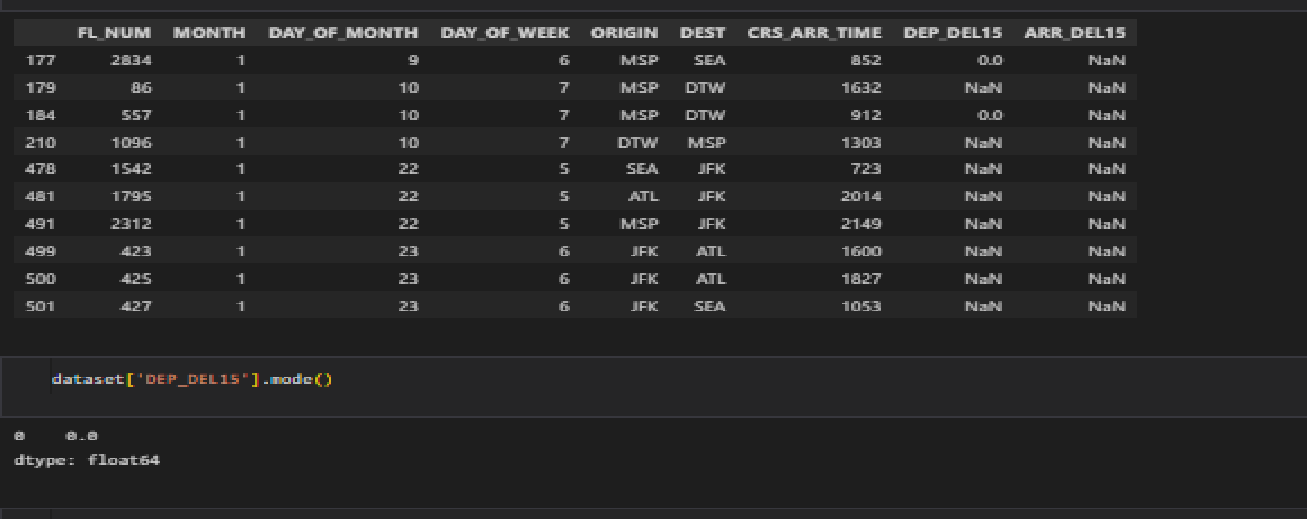 FL_NUM MONTH DAY_OF_MONTH DAY_OF_WEEK ORIGIN DEST CRS_ARR_TIME DEP_DEL15 ARR_DEL15
177 2834 1 9 6 MSP SEA 852 0.0 NaN
179 86 1 10 7 MSP DTW 1632 NaN NaN
184 557 1 10 7 MSP DTW 912 0.0 NaN
210 1096 1 10 7 DTW MSP 1303 NaN NaN
478 1542 1 22 5 SEA JFK 723 NaN NaN
481 1795 1 22 5 ATL JFK 2014 NaN NaN
491 2312 1 22 5 MSP JFK 2149 NaN NaN
499 423 1 23 6 JFK ATL 1600 NaN NaN
500 425 1 23 6 JFK ATL 1827 NaN NaN
501 427 1 23 6 JFK SEA 1053 NaN NaN
dataset['DEP_DEL15'].mode()
0 0.0
dtype: float64